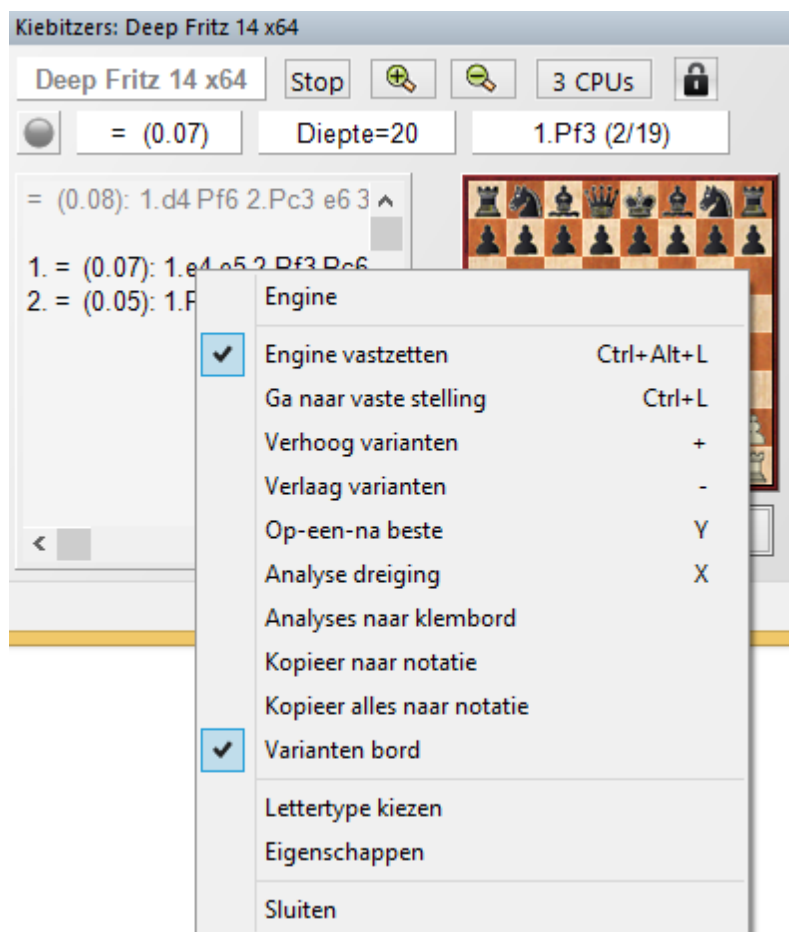 Kiebitzers: Deep Fritz 14 x64
Deep Fritz 14 x64 Stop 3 CPUs
= (0.07) Diepte=20 1.Pf3 (2/19)
= (0.08): 1.d4 Pf6 2.Pc3 e6 3
1. = (0.07): 1.e4 e5 2.Pf3 Pc6
2. = (0.05): 1.P
Engine
Engine vastzetten Ctrl+Alt+L
Ga naar vaste stelling Ctrl+L
Verhoog varianten +
Verlaag varianten -
Op-een-na beste Y
Analyse dreiging X
Analyses naar klembord
Kopieer naar notatie
Kopieer alles naar notatie
Varianten bord
Lettertype kiezen
Eigenschappen
Sluiten